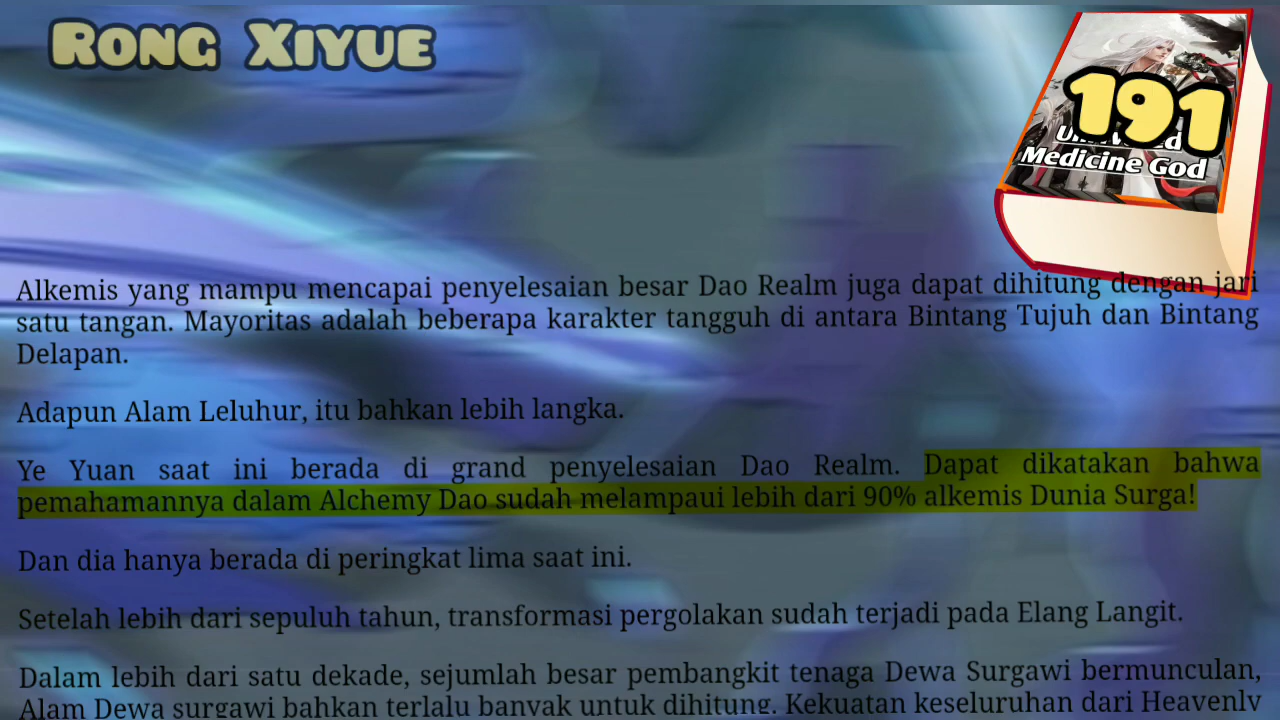 Rong Xiyue
191
Medicine God
Alkemis yang mampu mencapai penyelesaian besar Dao Realm juga dapat dihitung dengan jari
satu tangan. Mayoritas adalah beberapa karakter tangguh di antara Bintang Tujuh dan Bintang
Delapan.
Adapun Alam Leluhur, itu bahkan lebih langka.
Ye Yuan saat ini berada di grand penyelesaian Dao Realm. Dapat dikatakan bahwa
pemahamannya dalam Alchemy Dao sudah melampaui lebih dari 90% alkemis Dunia Surga!
Dan dia hanya berada di peringkat lima saat ini.
Setelah lebih dari sepuluh tahun, transformasi pergolakan sudah terjadi pada Elang Langit.
Dalam lebih dari satu dekade, sejumlah besar pembangkit tenaga Dewa Surgawi bermunculan,
Alam Dewa surgawi bahkan terlalu banyak untuk dihitung. Kekuatan keseluruhan dari Heavenly